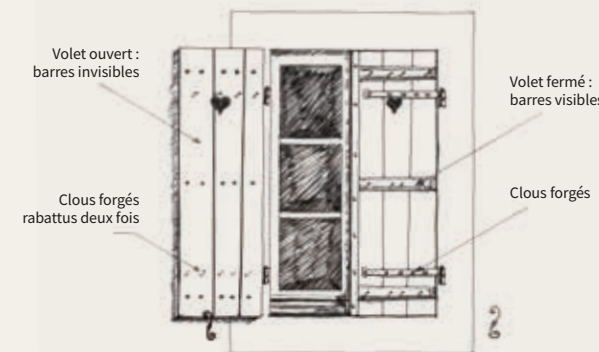 Volet ouvert :
barres invisibles
Volet fermé :
barres visibles
Clous forgés
rabattus deux fois
Clous forgés